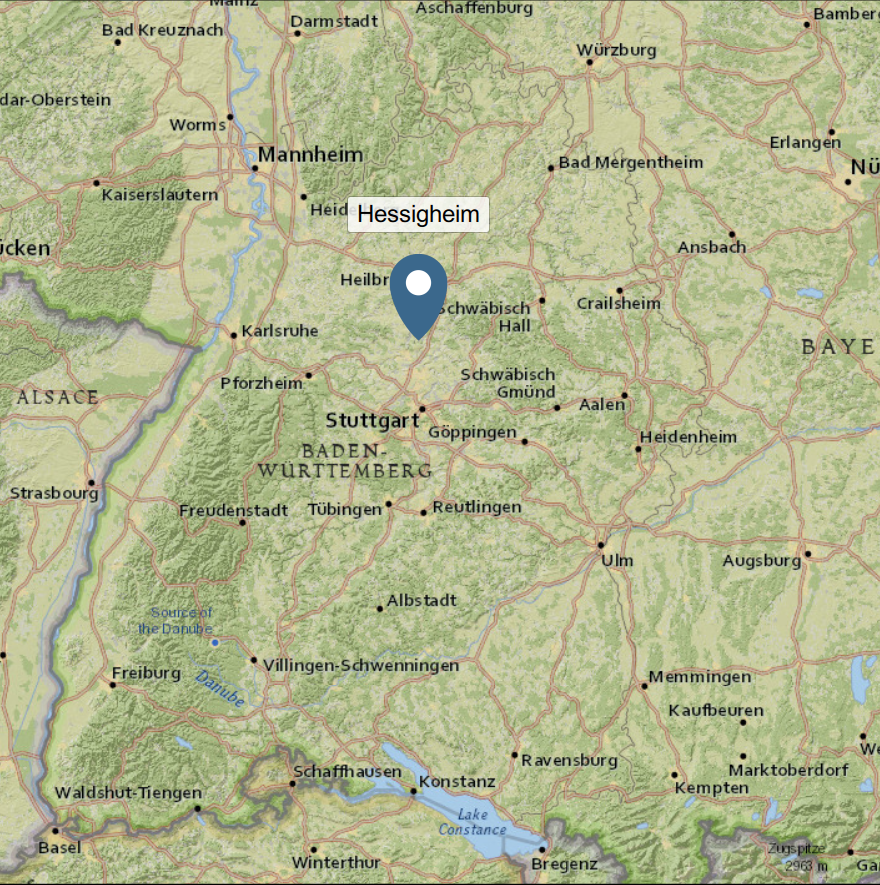 Mainz
Aschaffenburg
Bad Kreuznach
Darmstadt
Bamber
Würzburg
dar-Oberstein
Worms
Mannheim
Erlangen
Bad Mergentheim
NÜ
Kaiserslautern
Heide
Hessigheim
ücken
Ansbach
Heilbr
Schwäbisch
Hall
Crailsheim
Karlsruhe
BAYE
Pforzheim
Schwäbisch
Gmünd
ALSACE
Aalen
Stuttgart
Göppingen
Heidenheim
BADEN-
WÜRTTEMBERG
Strasbourg
Freudenstadt
Tübingen
Reutlingen
Ulm
Augsburg
Albstadt
Source of
the Danube
Villingen-Schwenningen
Freiburg
Danube
Memmingen
Kaufbeuren
We
Ravensburg
Schaffhausen
Konstanz
Marktoberdorf
Kempten
Waldshut-Tiengen
Lake
Constance
Basel
Zugspitze
2963 m
Winterthur
Bregenz
Ga